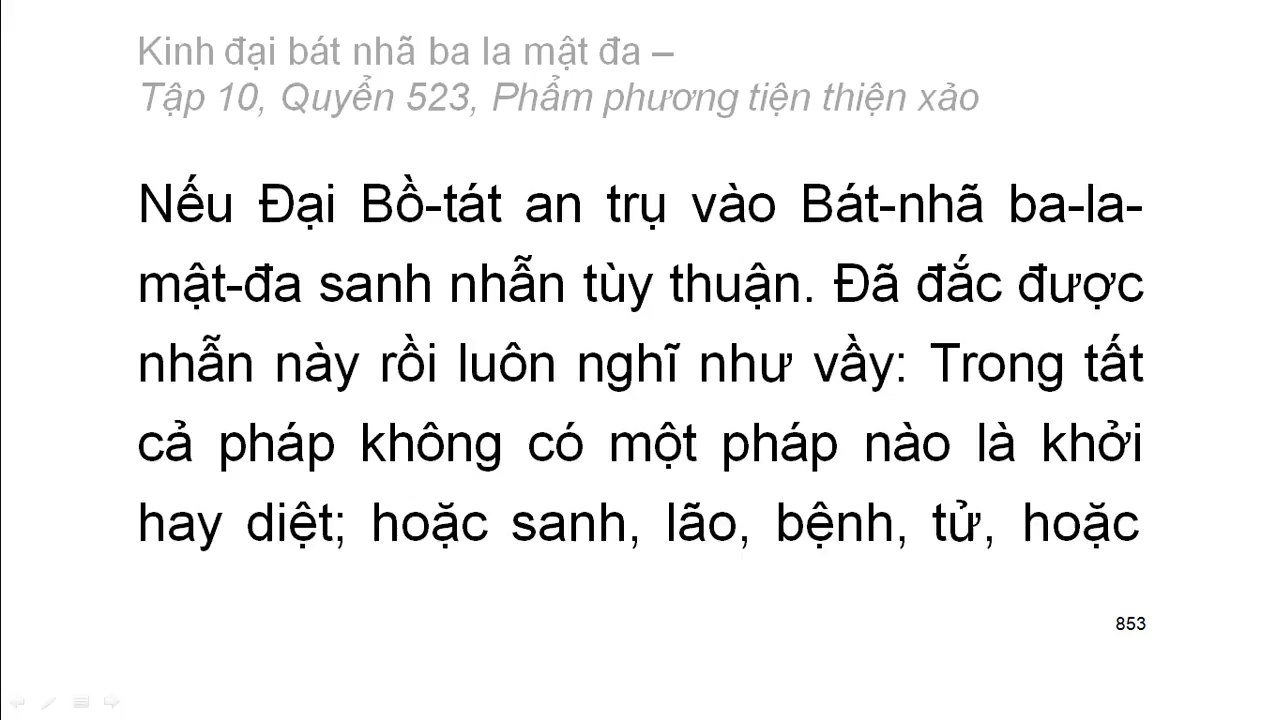 Kinh đại bát nhã ba la mật đa –
Tập 10, Quyển 523, Phẩm phương tiện thiện xảo
Nếu Đại Bồ-tát an trụ vào Bát-nhã ba-la-
mật-đa sanh nhẫn tùy thuận. Đã đắc được
nhẫn này rồi luôn nghĩ như vầy: Trong tất
cả pháp không có một pháp nào là khởi
hay diệt; hoặc sanh, lão, bệnh, tử, hoặc
853